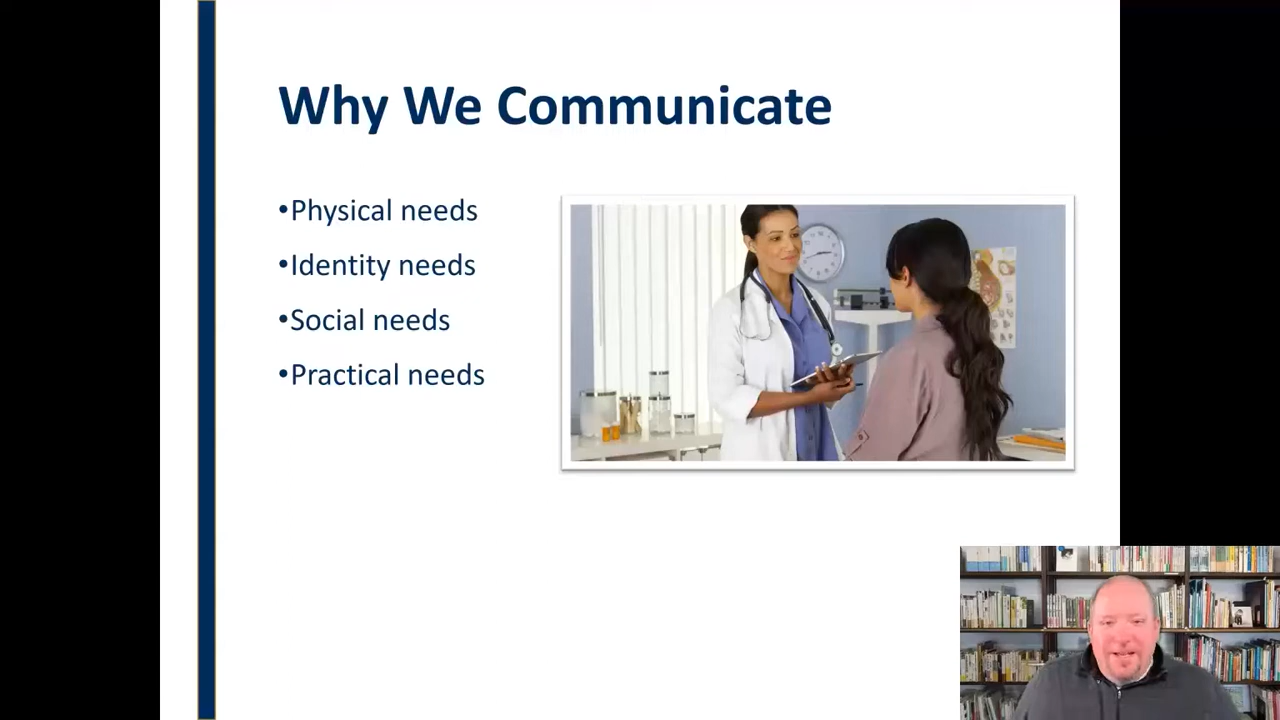 Why We Communicate
•Physical needs
•Identity needs
•Social needs
•Practical needs